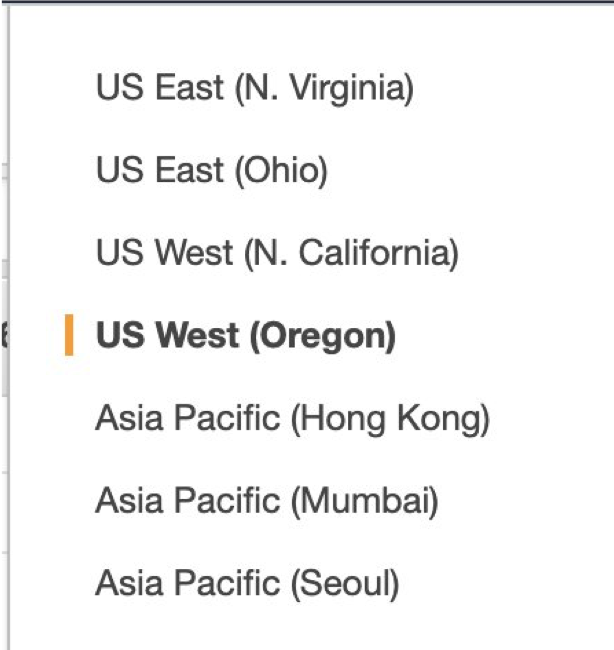 US East (N. Virginia)
US East (Ohio)
US West (N. California)
US West (Oregon)
Asia Pacific (Hong Kong)
Asia Pacific (Mumbai)
Asia Pacific (Seoul)